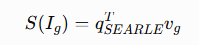 S(I_g) = q_{SEARLE}^T v_g